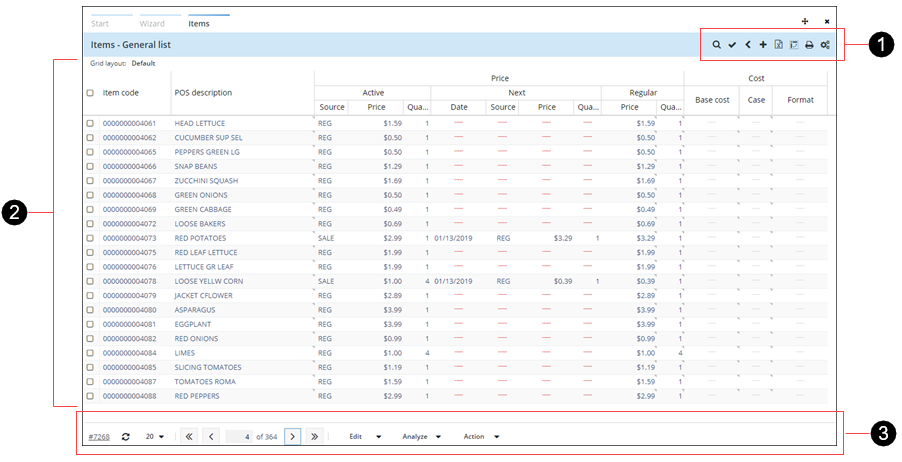 Start Wizard Items
Items - General list
1
Grid layout: Default
Price Cost
Item code POS description Active Next Regular Base cost Case Format
Source Price Qua... Date Source Price Qua... Price Qua...
0000000004061 HEAD LETTUCE REG $1.59 1 — — — — $1.59 1 — — —
0000000004062 CUCUMBER SUP SEL REG $0.50 1 — — — — $0.50 1 — — —
0000000004065 PEPPERS GREEN LG REG $0.50 1 — — — — $0.50 1 — — —
0000000004066 SNAP BEANS REG $1.29 1 — — — — $1.29 1 — — —
0000000004067 ZUCCHINI SQUASH REG $1.69 1 — — — — $1.69 1 — — —
0000000004068 GREEN ONIONS REG $0.50 1 — — — — $0.50 1 — — —
0000000004069 GREEN CABBAGE REG $0.49 1 — — — — $0.49 1 — — —
0000000004072 LOOSE BAKERS REG $0.69 1 — — — — $0.69 1 — — —
0000000004073 RED POTATOES SALE $2.99 1 01/13/2019 REG $3.29 1 $3.29 1 — — —
0000000004075 RED LEAF LETTUCE REG $1.99 1 — — — — $1.99 1 — — —
0000000004076 LETTUCE GR LEAF REG $1.99 1 — — — — $1.99 1 — — —
0000000004078 LOOSE YELLW CORN SALE $1.00 4 01/13/2019 REG $0.39 1 $0.39 1 — — —
0000000004079 JACKET CFLOWER REG $2.89 1 — — — — $2.89 1 — — —
0000000004080 ASPARAGUS REG $3.99 1 — — — — $3.99 1 — — —
0000000004081 EGGPLANT REG $3.99 1 — — — — $3.99 1 — — —
0000000004082 RED ONIONS REG $0.99 1 — — — — $0.99 1 — — —
0000000004084 LIMES REG $1.00 4 — — — — $1.00 4 — — —
0000000004085 SLICING TOMATOES REG $1.19 1 — — — — $1.19 1 — — —
0000000004087 TOMATOES ROMA REG $1.59 1 — — — — $1.59 1 — — —
0000000004088 RED PEPPERS REG $2.99 1 — — — — $2.99 1 — — —
2
#7268 20 4 of 364 Edit Analyze Action
3